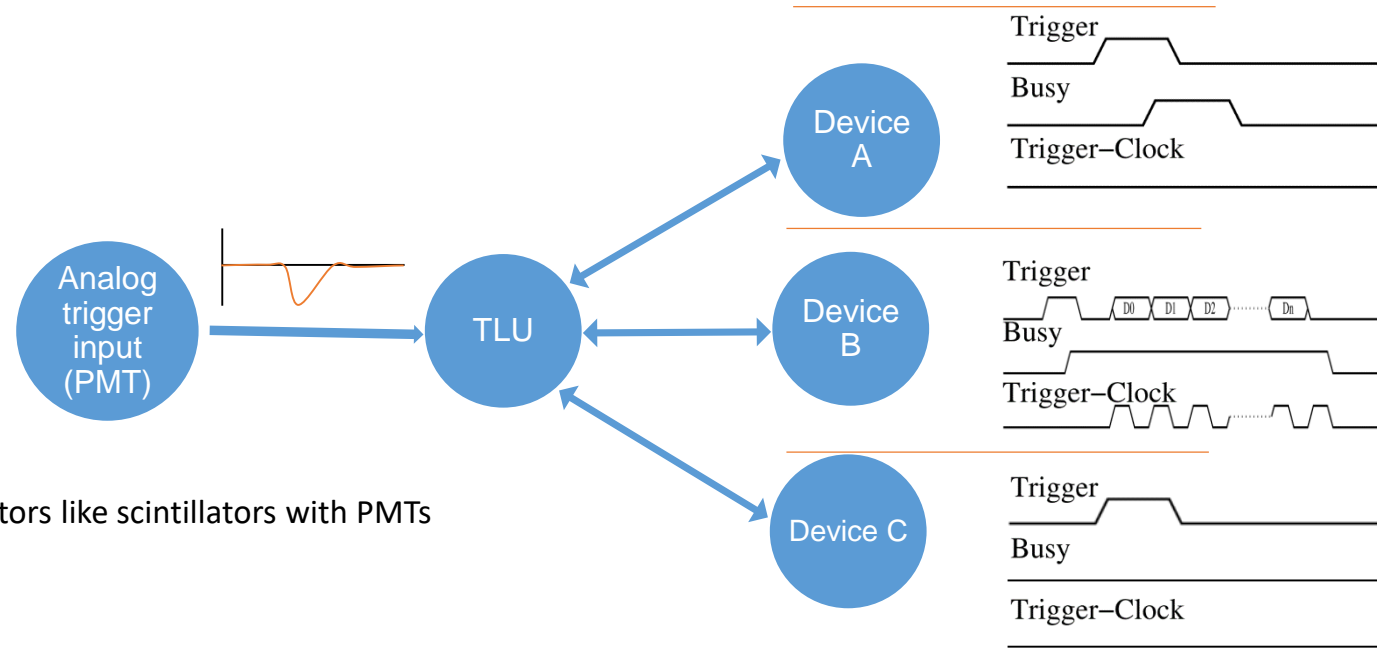 Trigger
Busy
Trigger−Clock
Device
A
Analog
trigger
input
(PMT)
TLU
Device
B
Trigger
D0 D1 D2 Dn
Busy
Trigger−Clock
tors like scintillators with PMTs
Device C
Trigger
Busy
Trigger−Clock